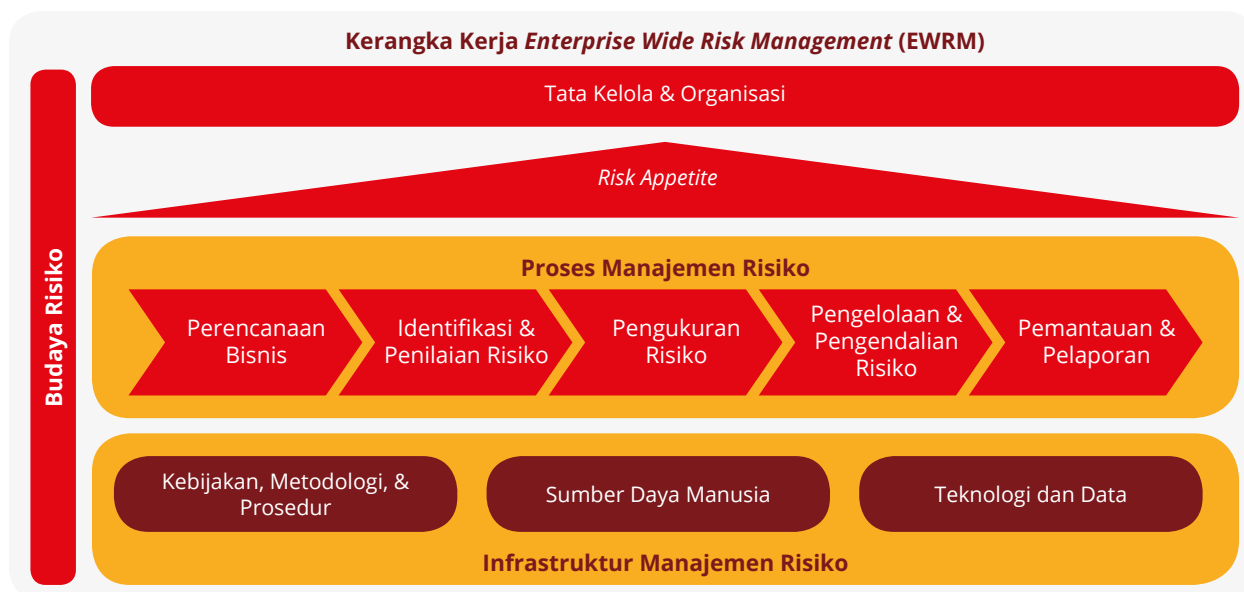 Kerangka Kerja Enterprise Wide Risk Management (EWRM)
Budaya Risiko
Tata Kelola & Organisasi
Risk Appetite
Proses Manajemen Risiko
Perencanaan
Bisnis
Identifikasi &
Penilaian Risiko
Pengukuran
Risiko
Pengelolaan &
Pengendalian
Risiko
Pemantauan &
Pelaporan
Kebijakan, Metodologi, &
Prosedur
Sumber Daya Manusia
Teknologi dan Data
Infrastruktur Manajemen Risiko